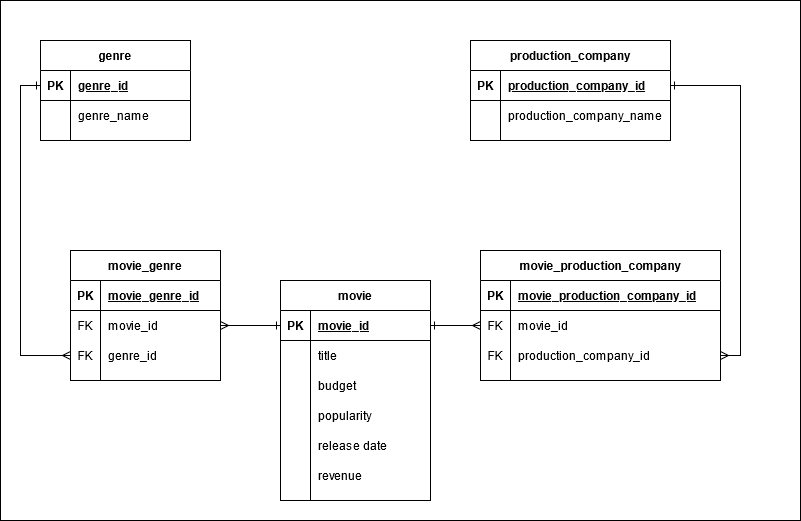 genre
PK genre_id
genre_name
production_company
PK production_company_id
production_company_name
movie_genre
PK movie_genre_id
FK movie_id
FK genre_id
movie
PK movie_id
title
budget
popularity
release date
revenue
movie_production_company
PK movie_production_company_id
FK movie_id
FK production_company_id